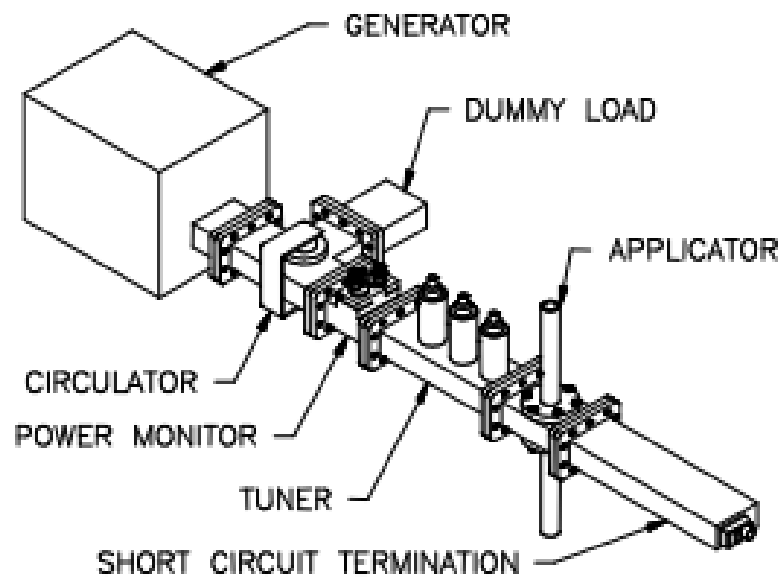 GENERATOR
DUMMY LOAD
APPLICATOR
CIRCULATOR
POWER MONITOR
TUNER
SHORT CIRCUIT TERMINATION